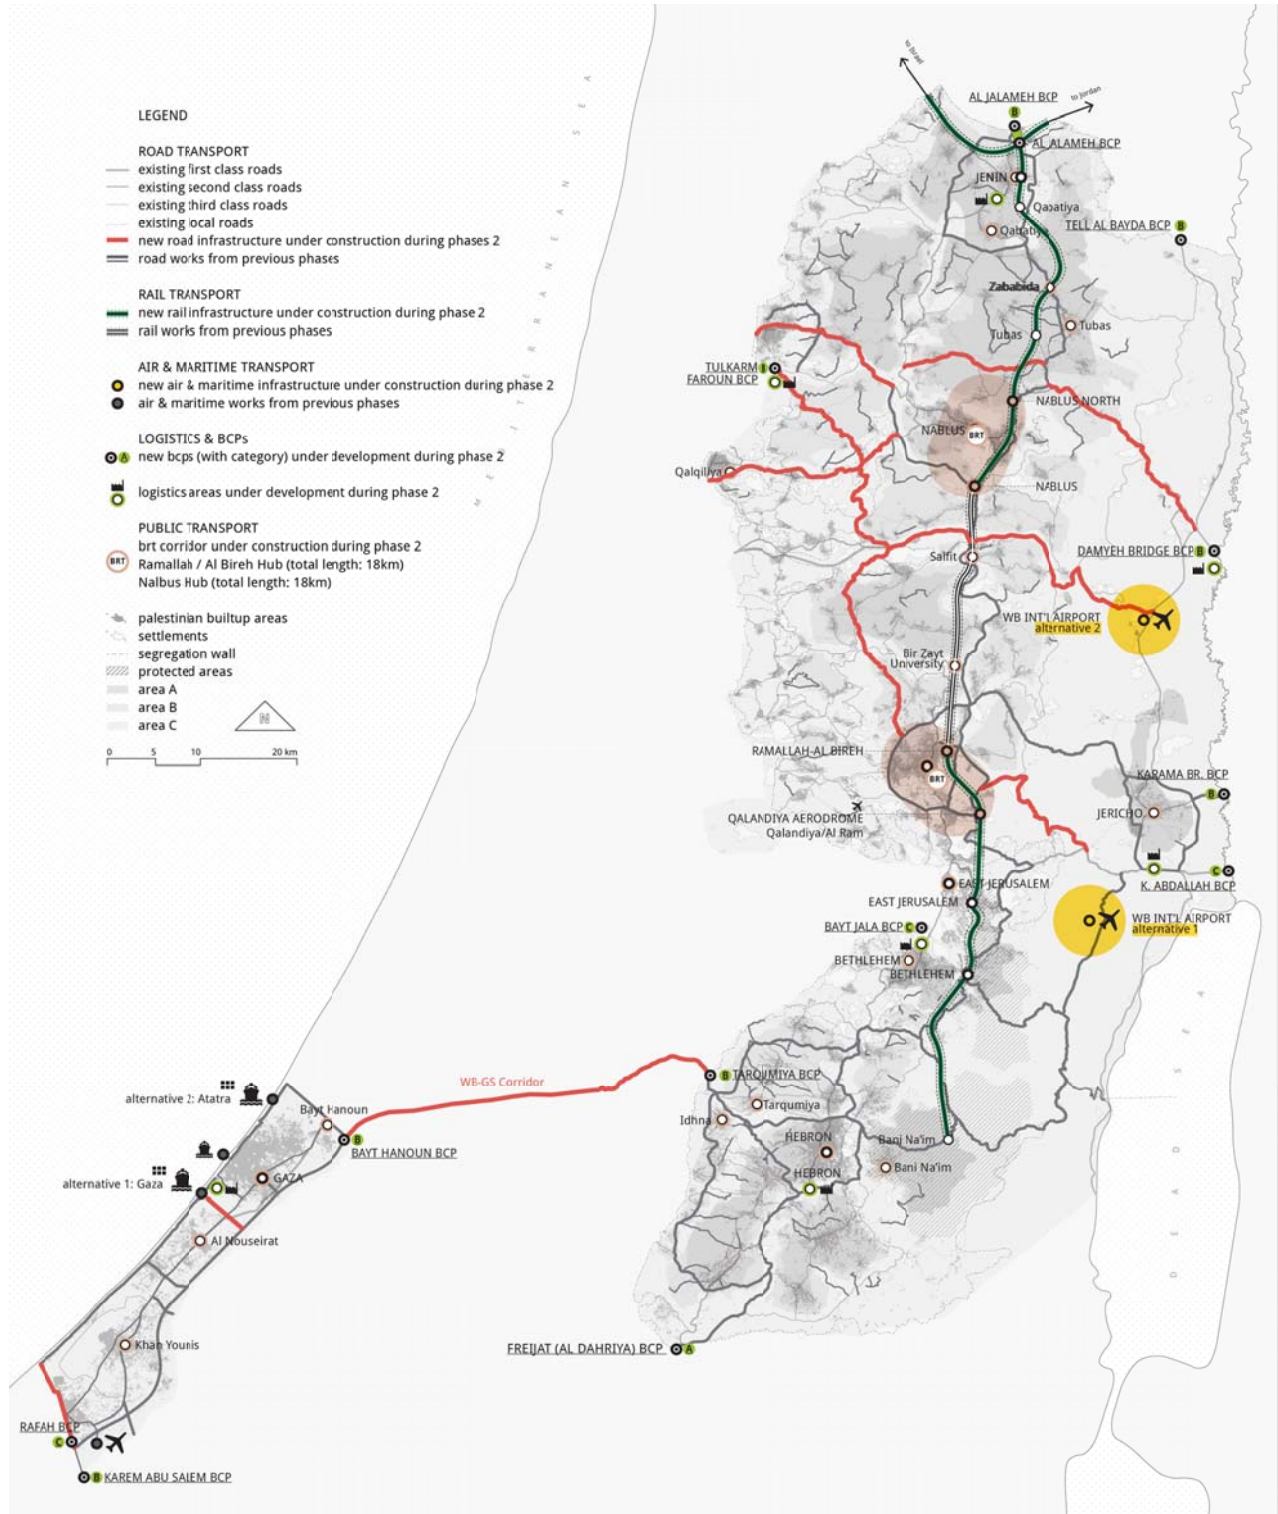 LEGEND
ROAD TRANSPORT
existing first class roads
existing second class roads
existing third class roads
existing local roads
new road infrastructure under construction during phases 2
road works from previous phases
RAIL TRANSPORT
new rail infrastructure under construction during phase 2
rail works from previous phases
AIR & MARITIME TRANSPORT
new air & maritime infrastructure under construction during phase 2
air & maritime works from previous phases
LOGISTICS & BCPs
A
new bcps (with category) under development during phase 2
logistics areas under development during phase 2
PUBLIC TRANSPORT
BRT
brt corridor under construction during phase 2
Ramallah / Al Bireh Hub (total length: 18km)
Nalbus Hub (total length: 18km)
palestinian builtup areas
settlements
segregation wall
protected areas
area A
area B
area C
N
0 5 10 20 km
MEDITERRANEAN SEA
to Israel
to Jordan
AL JALAMEH BCP
B
AL JALAMEH BCP
JENIN
Qabatiya
Qabatiya
TELL AL BAYDA BCP B
Zababida
Tubas
Tubas
TULKARM B
FAROUN BCP
NABLUS NORTH
NABLUS
BRT
Qalqiliya
NABLUS
Salfit
DAMYEH BRIDGE BCP B
WB INT'L AIRPORT
alternative 2
Bir Zayt
University
RAMALLAH-AL BIREH
BRT
KARAMA BR. BCP
B
JERICHO
QALANDIYA AERODROME
Qalandiya/Al Ram
C
K. ABDALLAH BCP
EAST JERUSALEM
EAST JERUSALEM
WB INT'L AIRPORT
alternative 1
BAYT JALA BCP C
BETHLEHEM
BETHLEHEM
DEAD SEA
WB-GS Corridor
B TARQUMIYA BCP
Tarqumiya
Idhna
HEBRON
HEBRON
Bani Na'im
Bani Na'im
alternative 2: Atatra
Bayt Hanoun
B
BAYT HANOUN BCP
alternative 1: Gaza
GAZA
Al Nouseirat
Khan Younis
FREIJAT (AL DAHRIYA) BCP A
RAFAH BCP
C
B KAREM ABU SALEM BCP